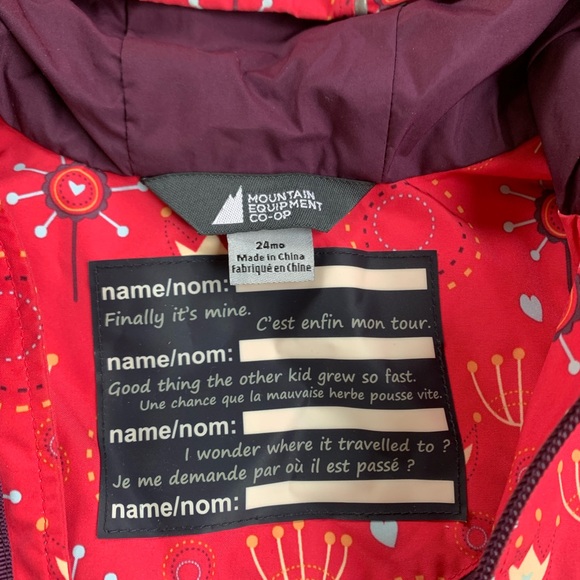 MOUNTAIN
EQUIPMENT
CO-OP
24mo
Made in China
Fabriqué en Chine
name/nom:
Finally it's mine.
C'est enfin mon tour.
name/nom:
Good thing the other kid grew so fast.
Une chance que la mauvaise herbe pousse vite.
name/nom:
I wonder where it travelled to ?
Je me demande par où il est passé ?
name/nom: